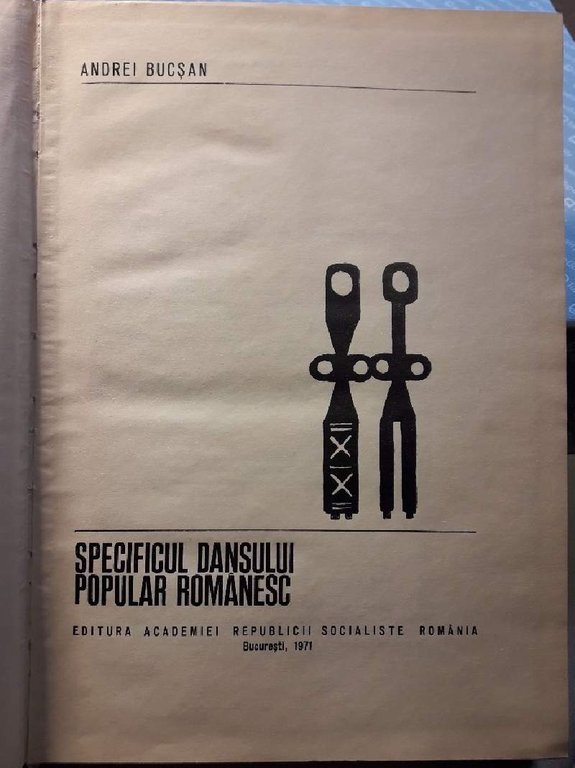 ANDREI BUCȘAN
SPECIFICUL DANSULUI
POPULAR ROMÂNESC
EDITURA ACADEMIEI REPUBLICII SOCIALISTE ROMÂNIA
București, 1971